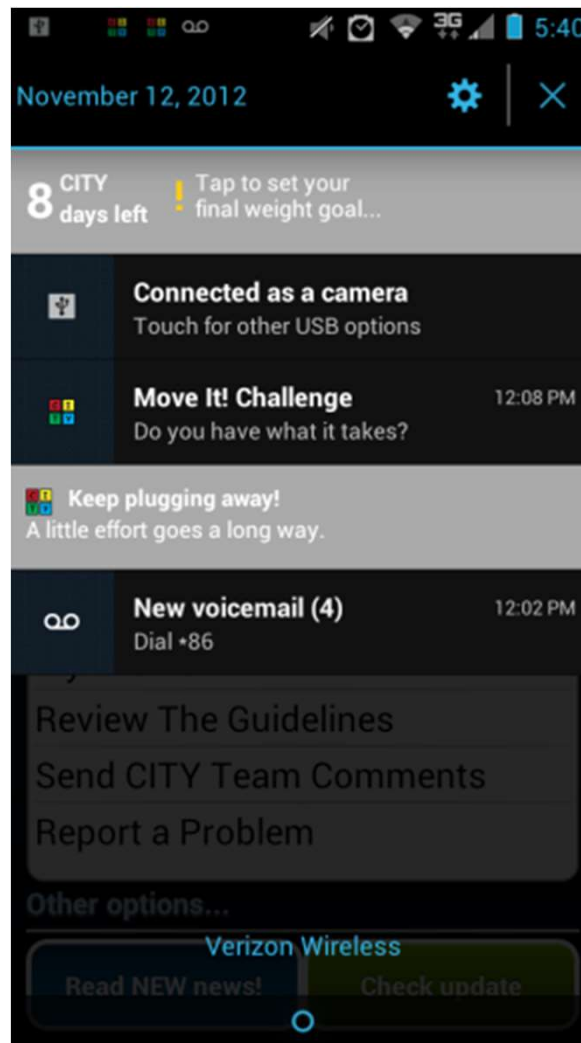 3G
5:40
November 12, 2012
8 CITY days left
! Tap to set your
final weight goal...
Connected as a camera
Touch for other USB options
Move It! Challenge
12:08 PM
Do you have what it takes?
Keep plugging away!
A little effort goes a long way.
New voicemail (4)
12:02 PM
Dial *86
Review The Guidelines
Send CITY Team Comments
Report a Problem
Other options...
Verizon Wireless
Read NEW news!
Check update